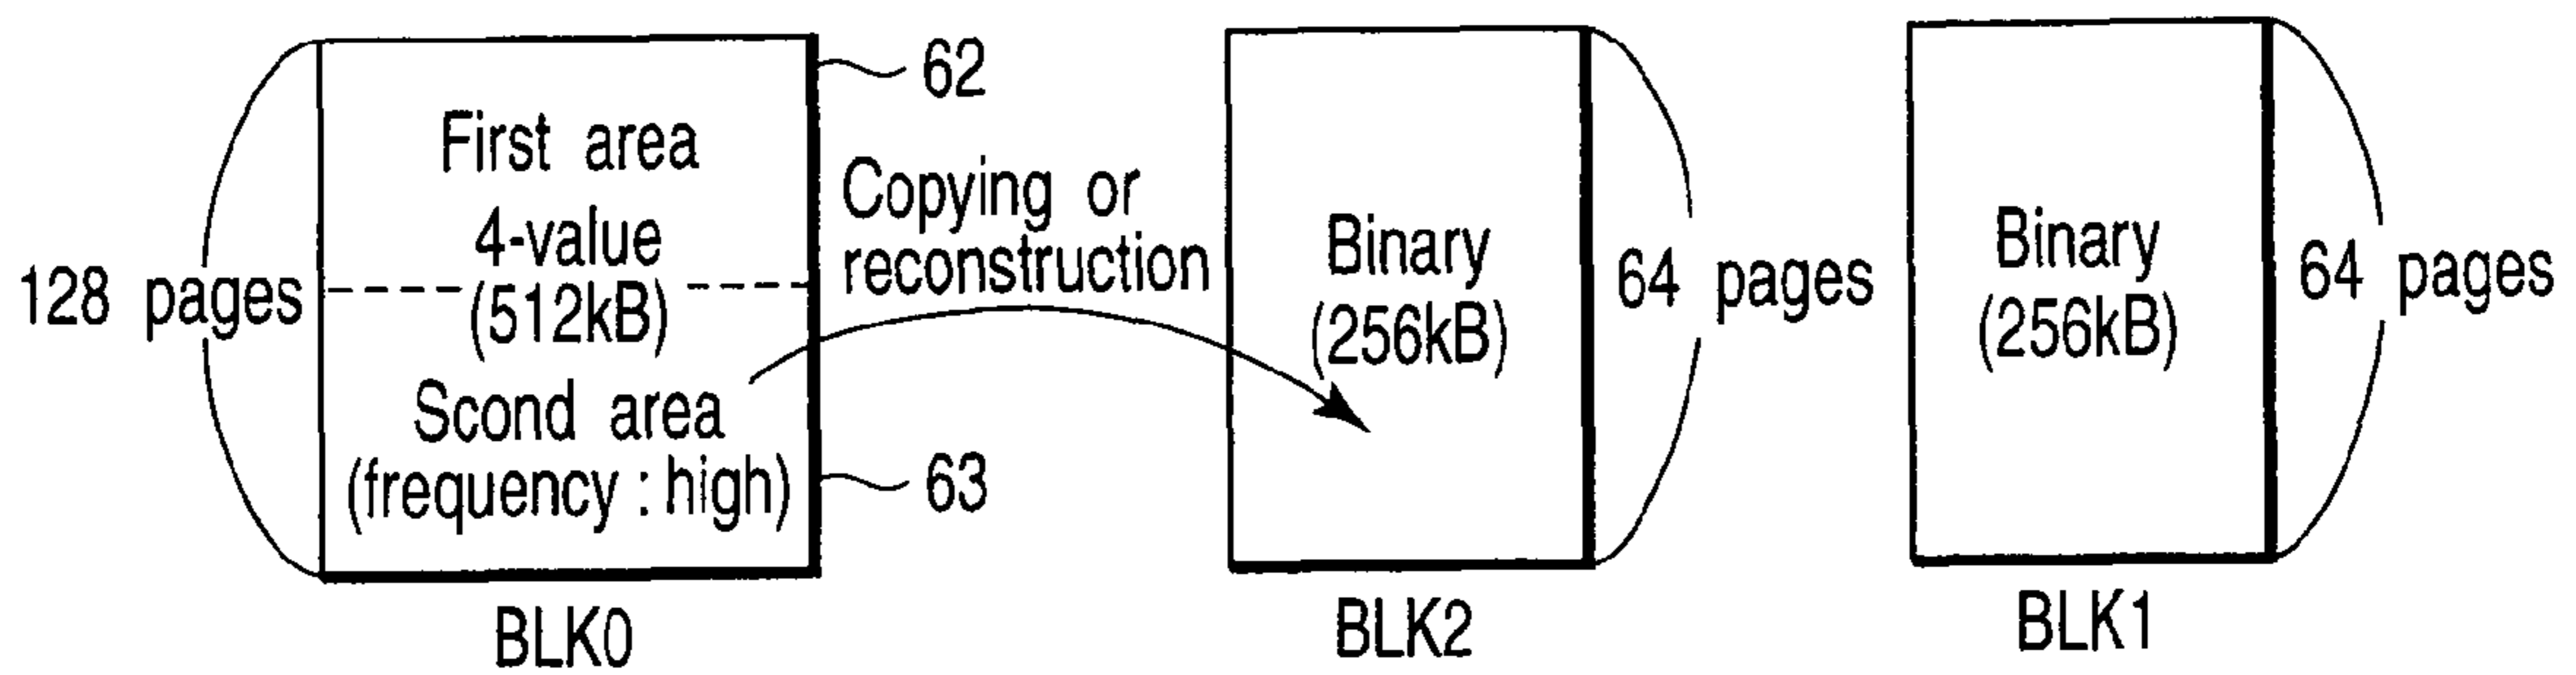 128 pages
First area
4-value
(512kB)
Scond area
(frequency : high)
62
63
BLK0
Copying or
reconstruction
Binary
(256kB)
64 pages
BLK2
Binary
(256kB)
64 pages
BLK1